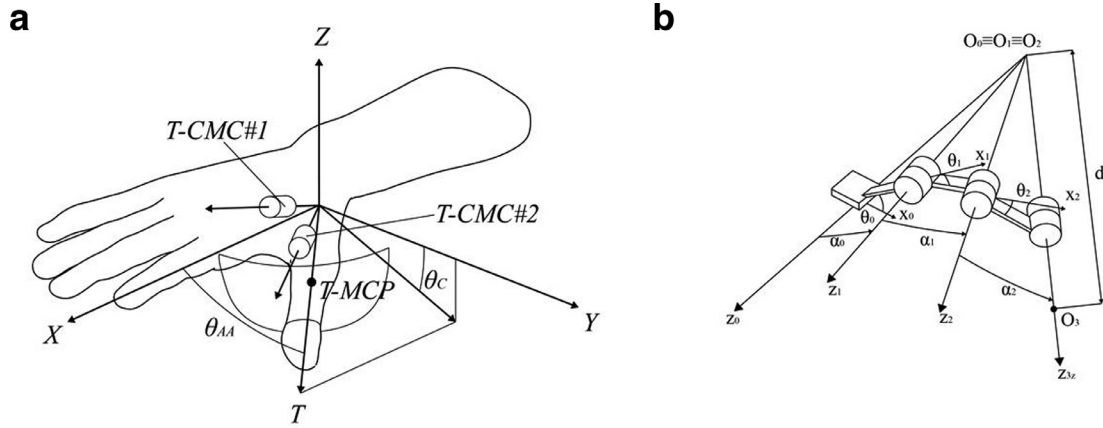 a
Z
T-CMC#1
T-CMC#2
T-MCP
θC
θAA
X
Y
T
b
O₀≡O₁≡O₂
d
θ₁
x₁
θ₂
x₂
θ₀
x₀
α₀
α₁
α₂
z₁
z₀
z₂
O₃
z₃z